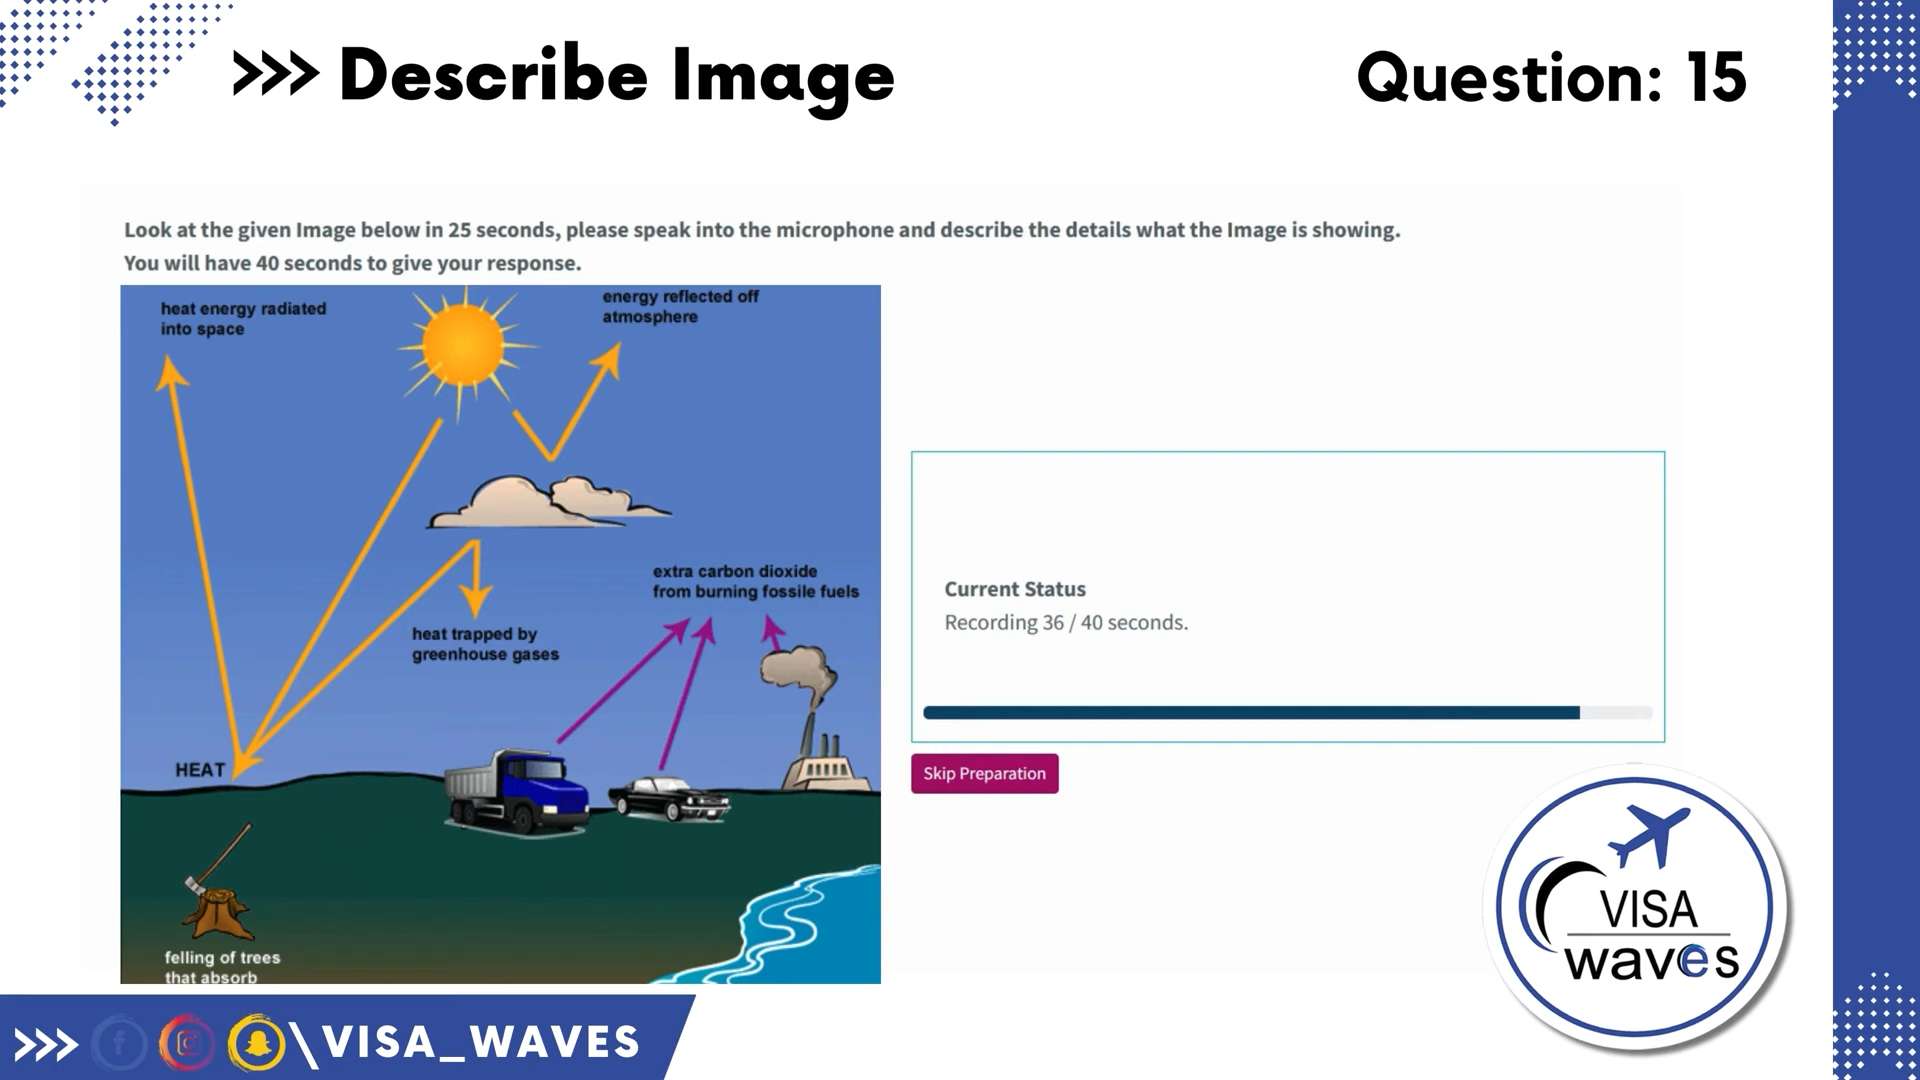 >>> Describe Image
Question: 15
Look at the given Image below in 25 seconds, please speak into the microphone and describe the details what the Image is showing.
You will have 40 seconds to give your response.
heat energy radiated
into space
energy reflected off
atmosphere
extra carbon dioxide
from burning fossile fuels
heat trapped by
greenhouse gases
HEAT
felling of trees
that absorb
Current Status
Recording 36 / 40 seconds.
Skip Preparation
VISA
waves
>>> \VISA_WAVES